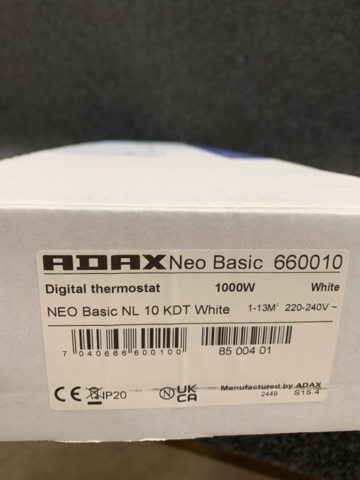 ADAX Neo Basic 660010
Digital thermostat 1000W White
NEO Basic NL 10 KDT White 1-13M² 220-240V ~
7 040666 600100
85 004 01
CE IP20 N UK CA Manufactured by ADAX
2449 S15.4